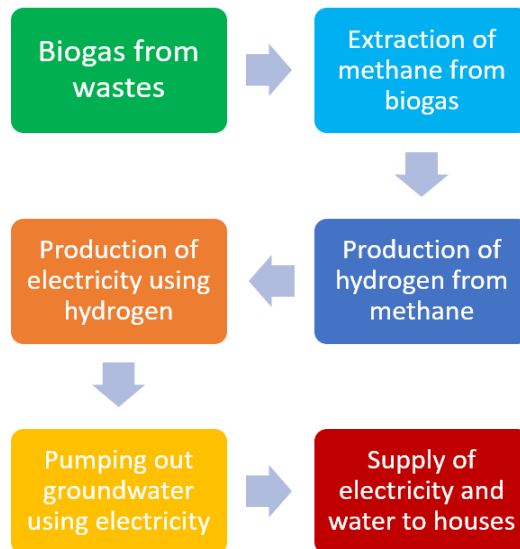 Biogas from
wastes
Extraction of
methane from
biogas
Production of
hydrogen from
methane
Production of
electricity using
hydrogen
Pumping out
groundwater
using electricity
Supply of
electricity and
water to houses